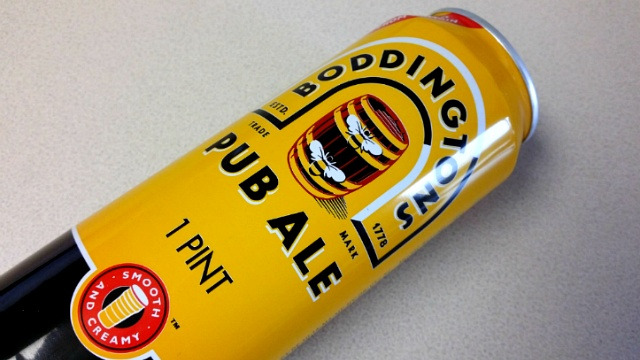 BODDINGTONS
ESTD. 1778
TRADE MARK
PUB ALE
1 PINT
SMOOTH
· AND CREAMY ·
™